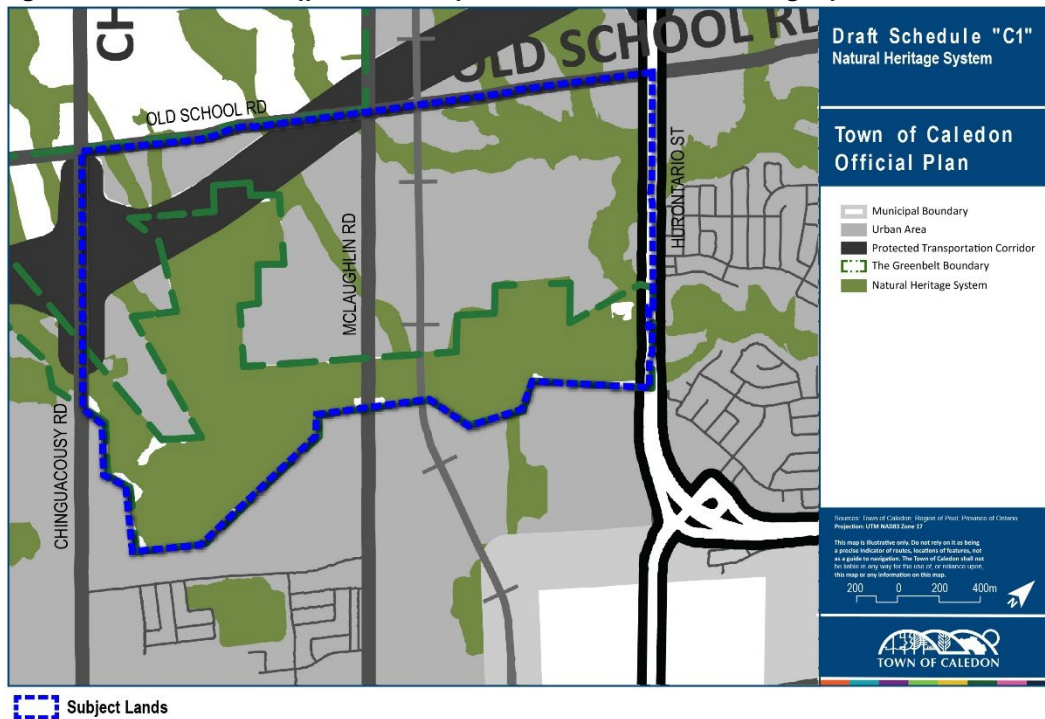 Draft Schedule "C1"
Natural Heritage System
Town of Caledon
Official Plan
Municipal Boundary
Urban Area
Protected Transportation Corridor
The Greenbelt Boundary
Natural Heritage System
CH
OLD SCHOOL RD
OLD SCHOOL RD
MCLAUGHLIN RD
HURONTARIO ST
CHINGUACOUSY RD
Sources: Town of Caledon; Region of Peel; Province of Ontario
Projection: UTM NAD83 Zone 17
This map is illustrative only. Do not rely on it as being
a precise indicator of routes, locations of features, nor
as a guide to navigation. The Town of Caledon shall not
be liable in any way for the use of, or reliance upon,
this map or any information on this map.
200 0 200 400m
N
TOWN OF CALEDON
Subject Lands